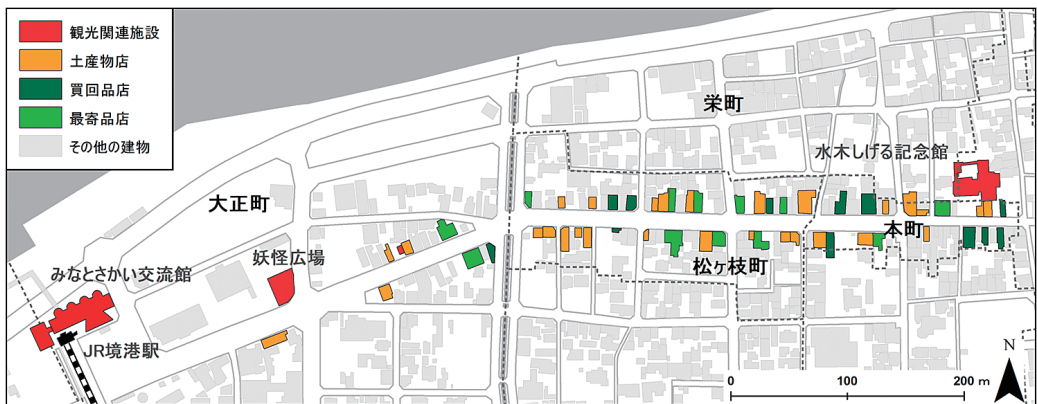 観光関連施設
土産物店
買回品店
最寄品店
その他の建物
栄町
水木しげる記念館
大正町
本町
妖怪広場
松ヶ枝町
みなとさかい交流館
JR境港駅
N
0 100 200 m